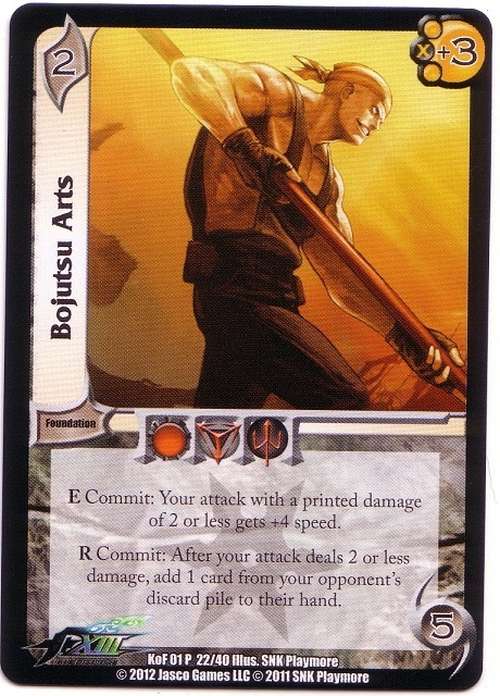 2
X +3
Bojutsu Arts
Foundation
E Commit: Your attack with a printed damage
of 2 or less gets +4 speed.
R Commit: After your attack deals 2 or less
damage, add 1 card from your opponent's
discard pile to their hand.
5
XIII
KoF 01 P 22/40 Illus. SNK Playmore
© 2012 Jasco Games LLC © 2011 SNK Playmore